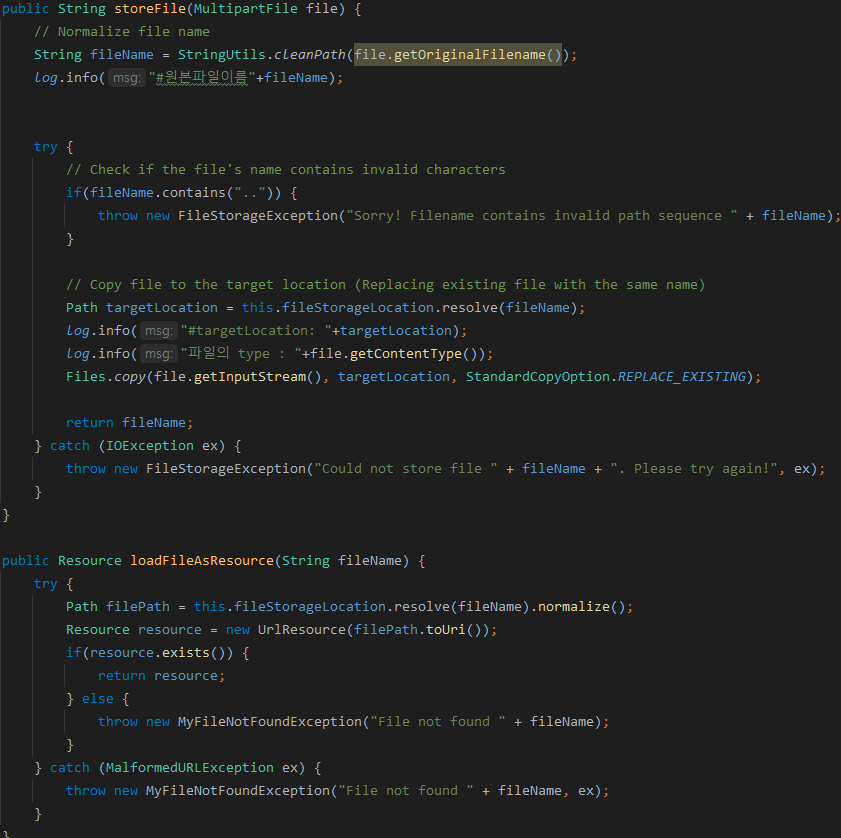 public String storeFile(MultipartFile file) {
// Normalize file name
String fileName = StringUtils.cleanPath(file.getOriginalFilename());
log.info( msg: "#원본파일이름"+fileName);
try {
// Check if the file's name contains invalid characters
if(fileName.contains("..")) {
throw new FileStorageException("Sorry! Filename contains invalid path sequence " + fileName);
}
// Copy file to the target location (Replacing existing file with the same name)
Path targetLocation = this.fileStorageLocation.resolve(fileName);
log.info( msg: "#targetLocation: "+targetLocation);
log.info( msg: "파일의 type : "+file.getContentType());
Files.copy(file.getInputStream(), targetLocation, StandardCopyOption.REPLACE_EXISTING);
return fileName;
} catch (IOException ex) {
throw new FileStorageException("Could not store file " + fileName + ". Please try again!", ex);
}
}
public Resource loadFileAsResource(String fileName) {
try {
Path filePath = this.fileStorageLocation.resolve(fileName).normalize();
Resource resource = new UrlResource(filePath.toUri());
if(resource.exists()) {
return resource;
} else {
throw new MyFileNotFoundException("File not found " + fileName);
}
} catch (MalformedURLException ex) {
throw new MyFileNotFoundException("File not found " + fileName, ex);
}
}